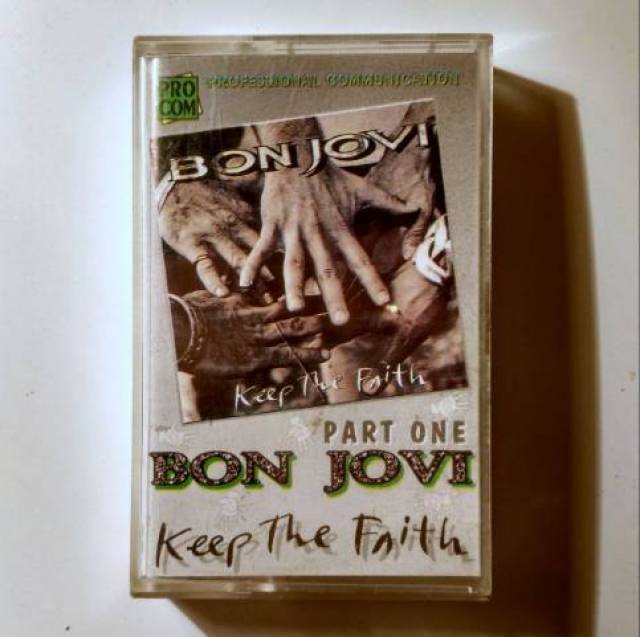 PRO
COM
PROFESSIONAL COMMUNICATION
BON JOVI
Keep The Faith
PART ONE
BON JOVI
Keep The Faith